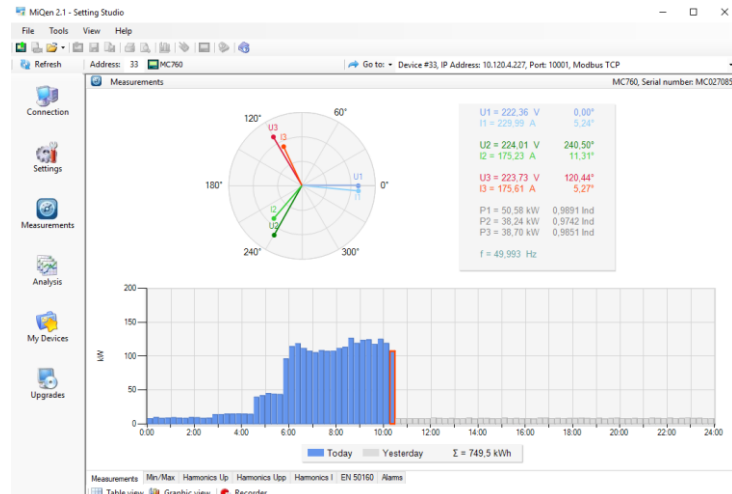 MiQen 2.1 - Setting Studio
File Tools View Help
Refresh Address: 33 MC760 Go to: Device #33, IP Address: 10.120.4.227, Port: 10001, Modbus TCP
Measurements MC760, Serial number: MC027085
Connection
Settings
Measurements
Analysis
My Devices
Upgrades
120° 60°
U3
I3
180° U1 0°
I1
I2
U2
240° 300°
U1 = 222,36 V 0,00°
I1 = 229,99 A 5,24°
U2 = 224,01 V 240,50°
I2 = 175,23 A 11,31°
U3 = 223,73 V 120,44°
I3 = 175,61 A 5,27°
P1 = 50,58 kW 0,9891 Ind
P2 = 38,24 kW 0,9742 Ind
P3 = 38,70 kW 0,9851 Ind
f = 49,993 Hz
200
150
100
50
0
kW
0:00 2:00 4:00 6:00 8:00 10:00 12:00 14:00 16:00 18:00 20:00 22:00 24:00
Today Yesterday Σ = 749,5 kWh
Measurements Min/Max Harmonics Up Harmonics Upp Harmonics I EN 50160 Alarms
Table view Graphic view Recorder